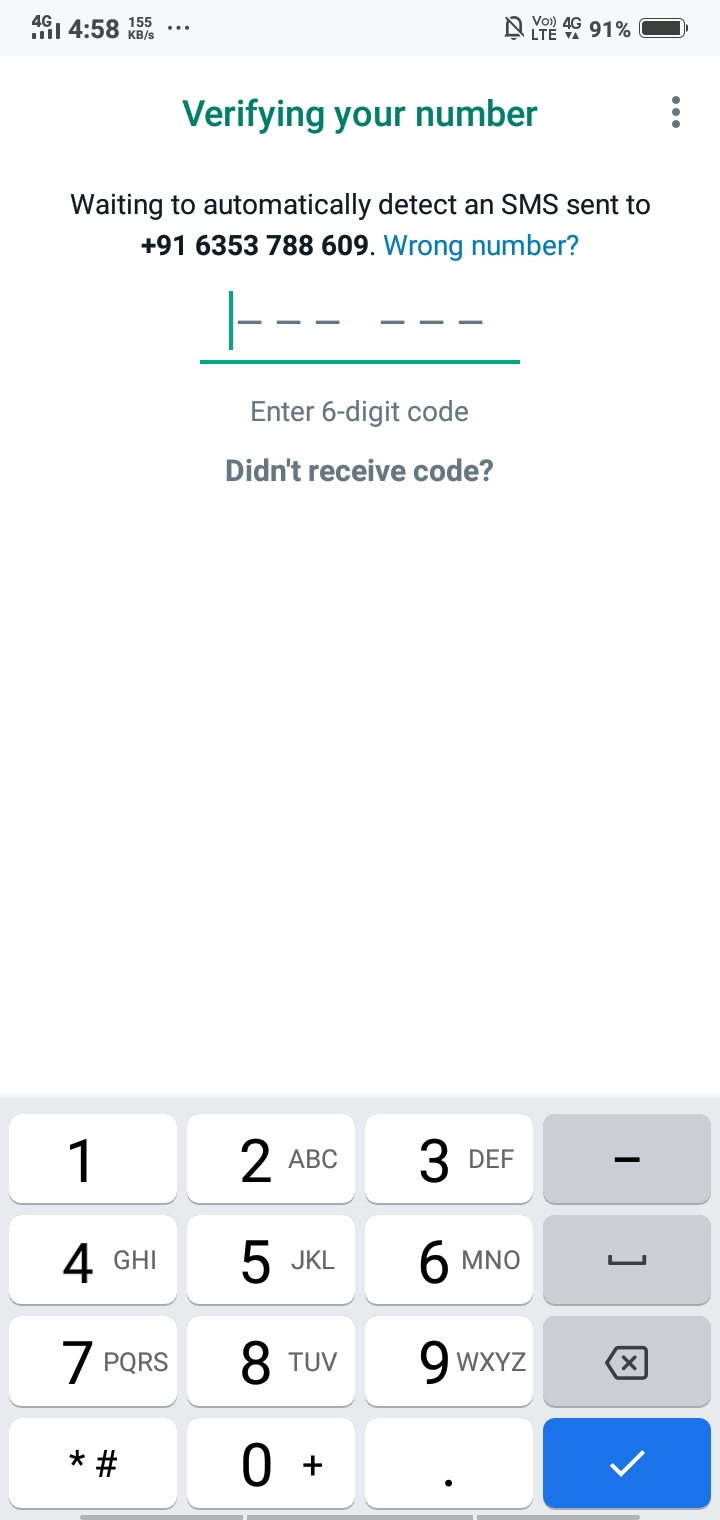 4G 4:58 155 KB/s ... Vo)) LTE 4G 91%
Verifying your number
Waiting to automatically detect an SMS sent to
+91 6353 788 609. Wrong number?
– – –  – – –
Enter 6-digit code
Didn't receive code?
1 2 ABC 3 DEF –
4 GHI 5 JKL 6 MNO
7 PQRS 8 TUV 9 WXYZ
* # 0 + .